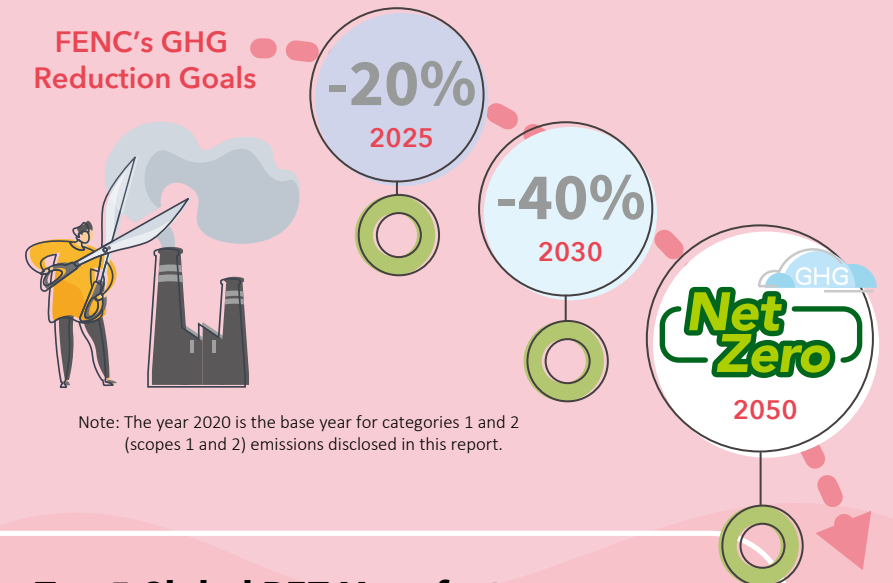 FENC's GHG
Reduction Goals
-20%
2025
-40%
2030
GHG
Net
Zero
2050
Note: The year 2020 is the base year for categories 1 and 2
(scopes 1 and 2) emissions disclosed in this report.